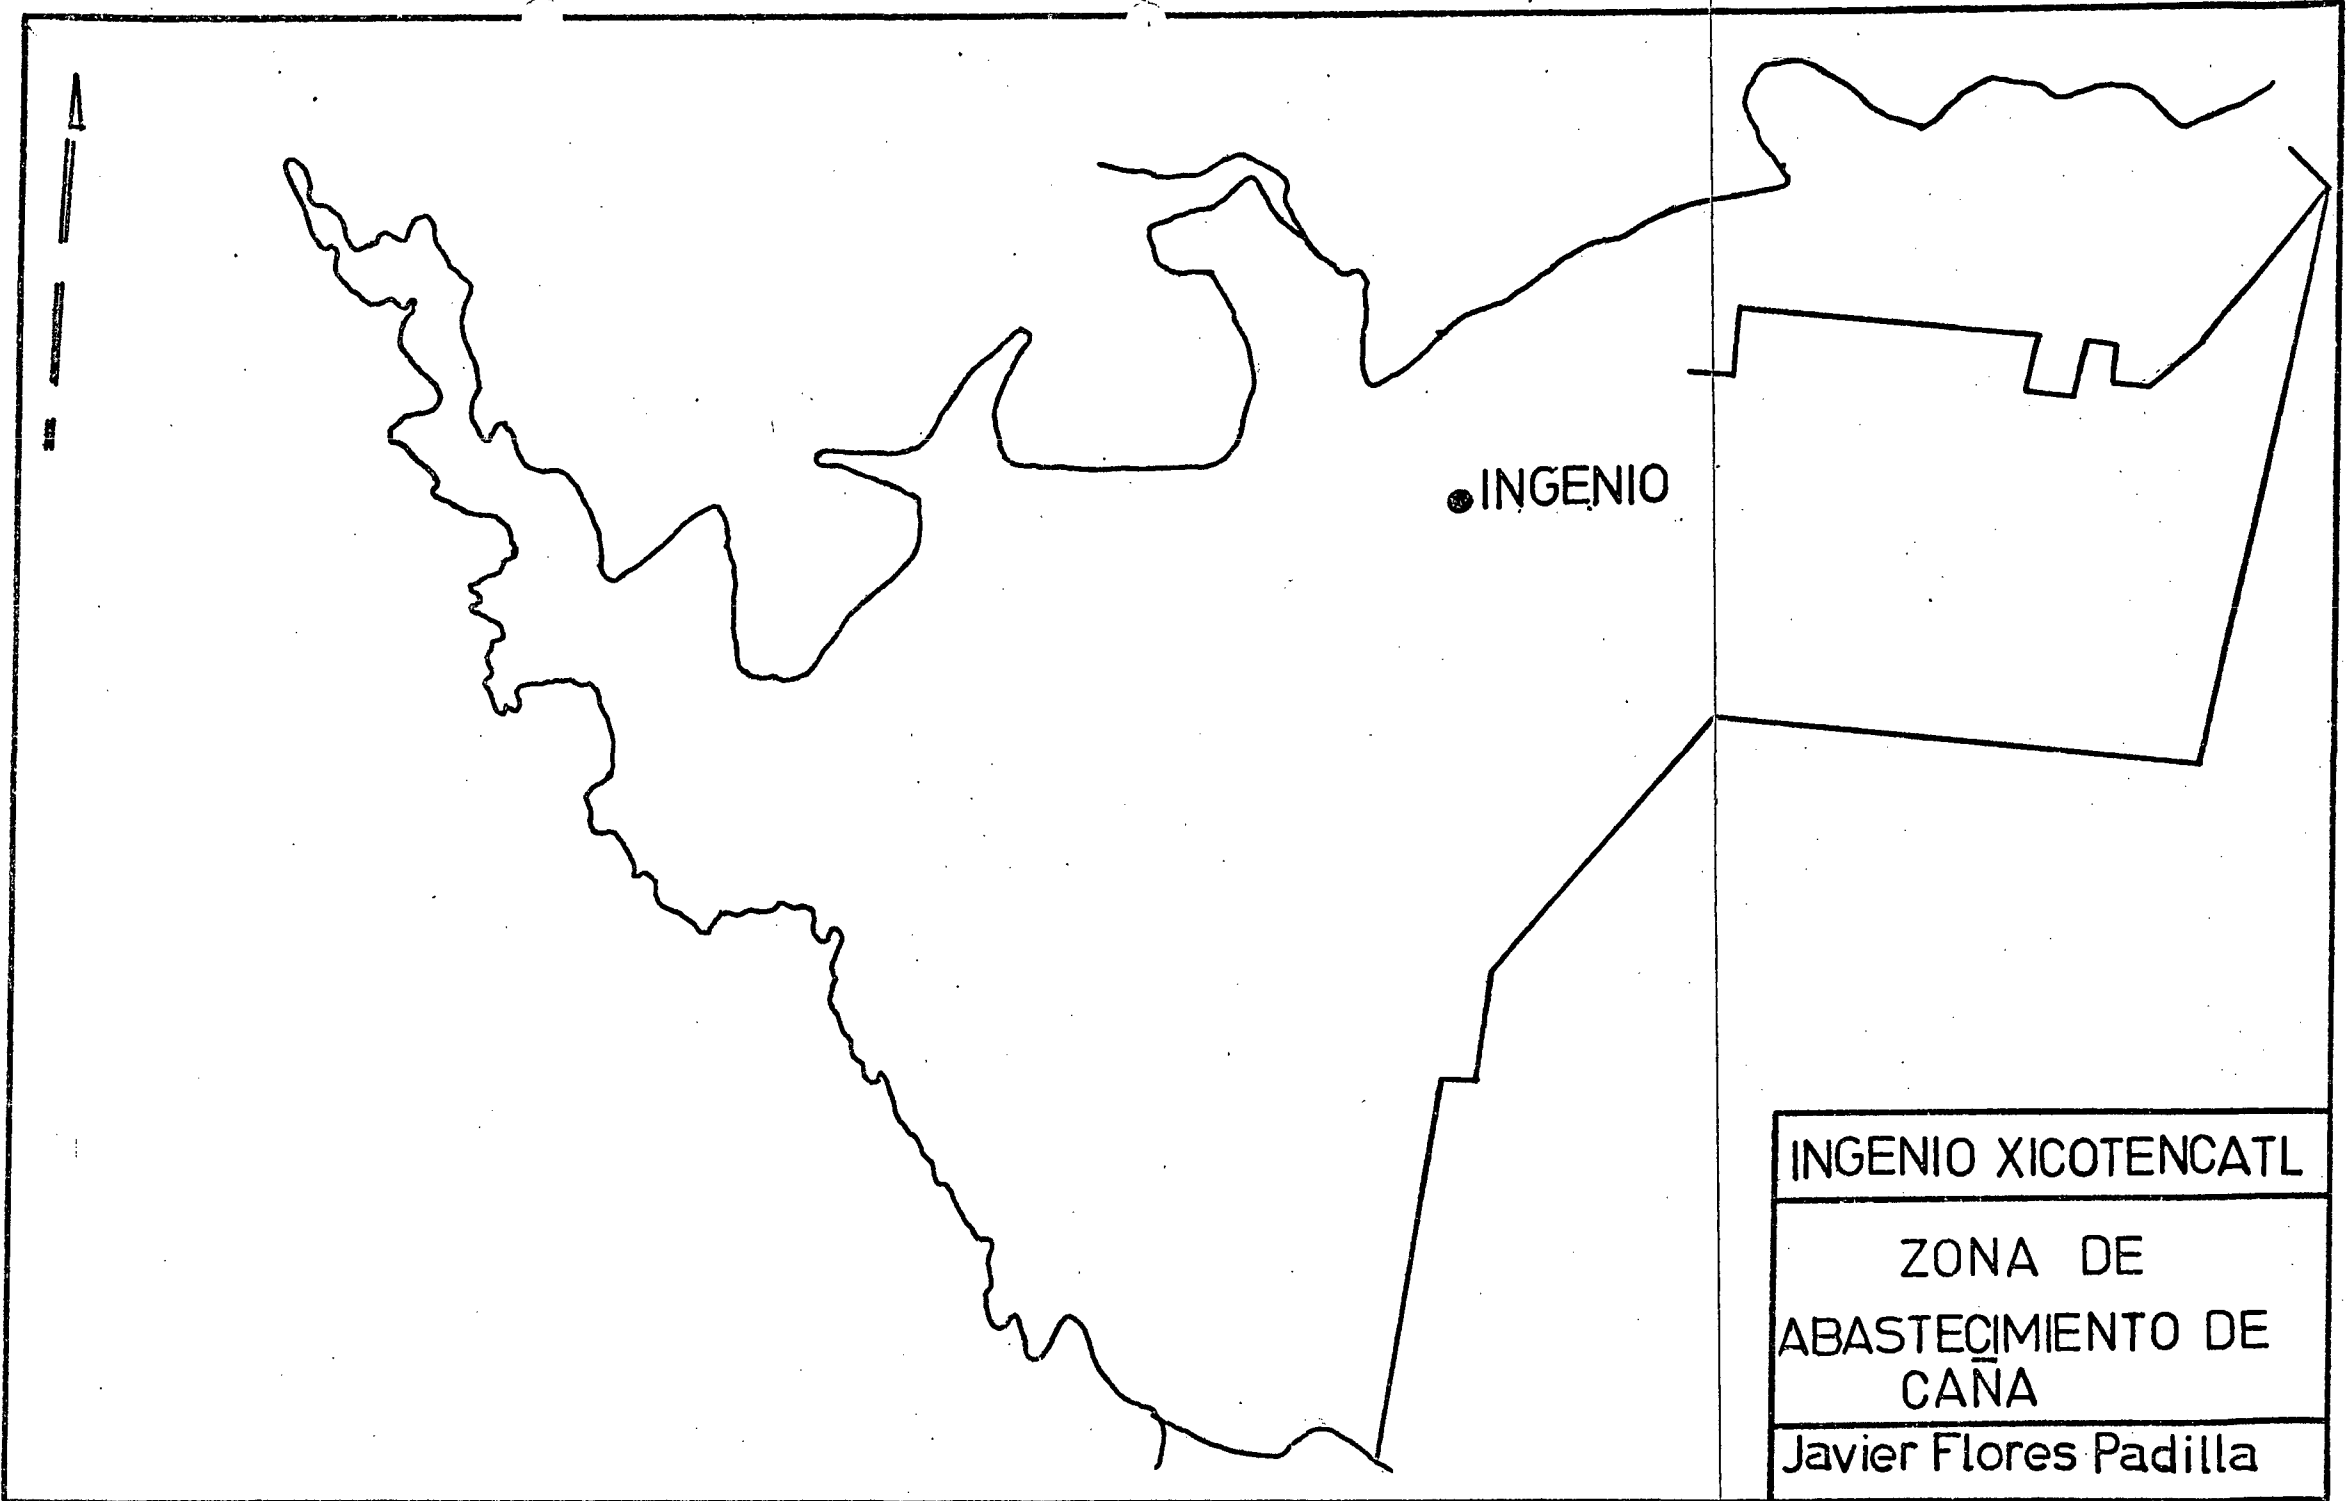 INGENIO
INGENIO XICOTENCATL
ZONA DE
ABASTECIMIENTO DE
CAÑA
Javier Flores Padilla